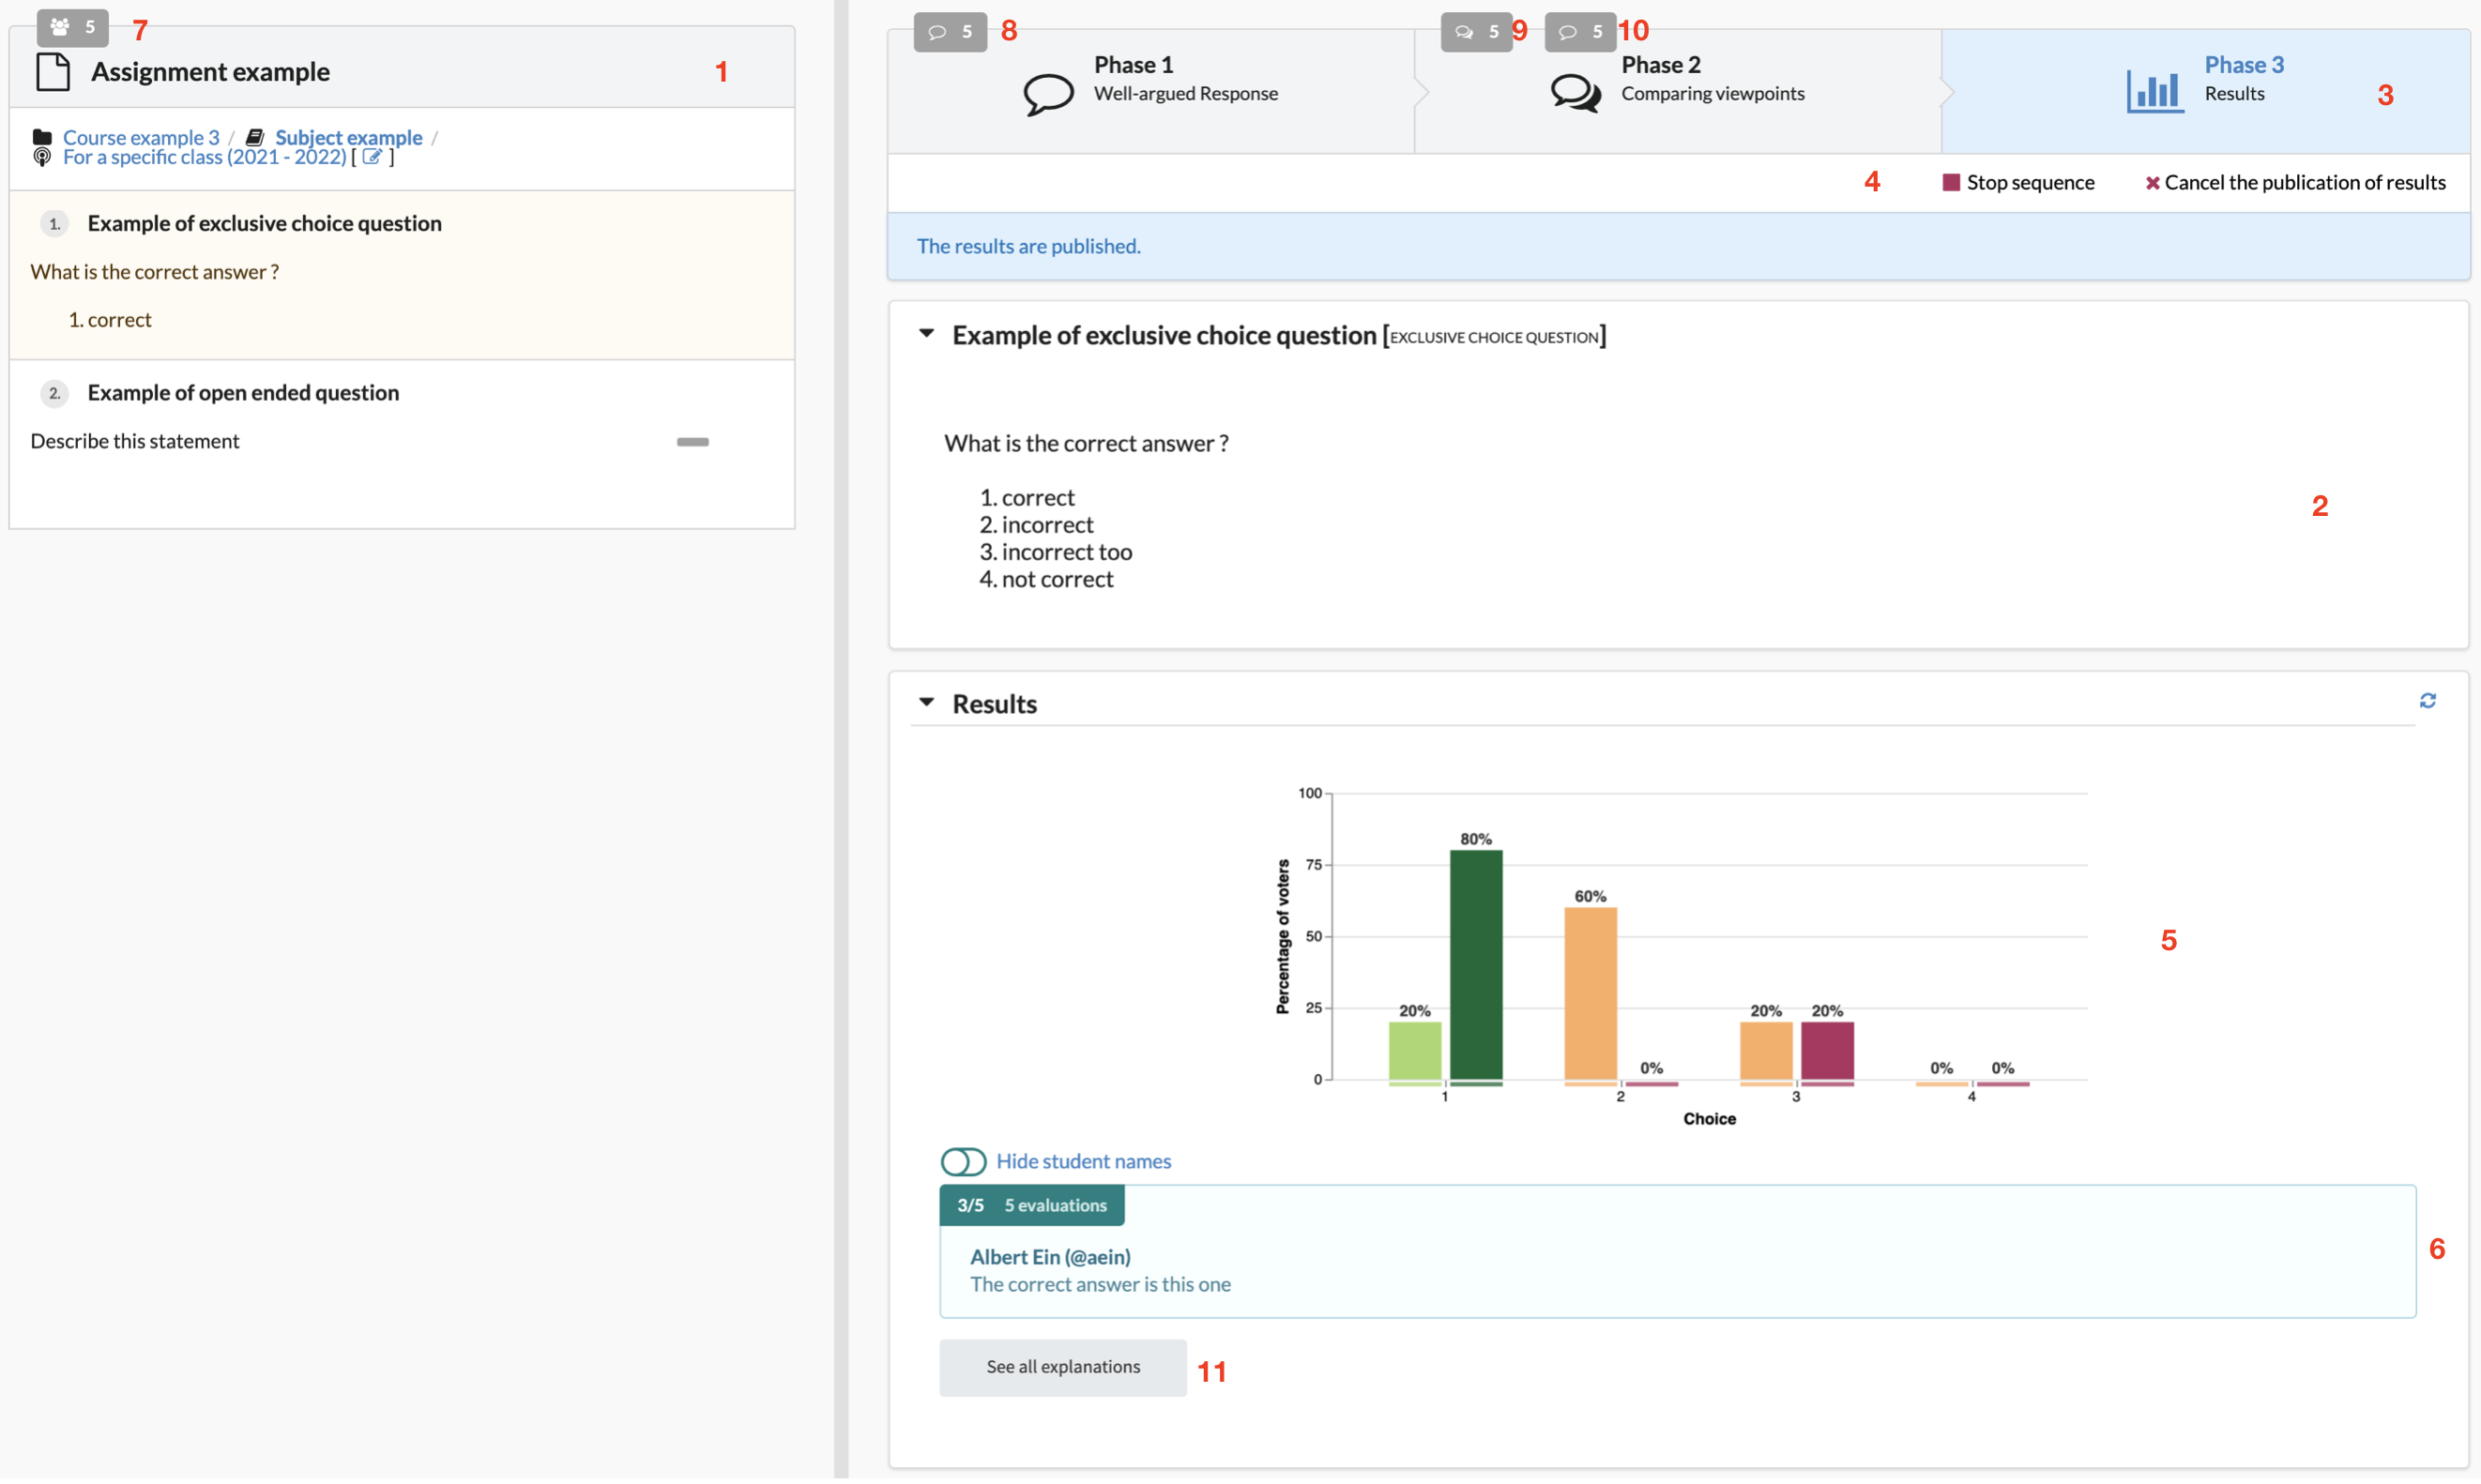 5 7
Assignment example 1
Course example 3 / Subject example /
For a specific class (2021 - 2022) [ ]
1. Example of exclusive choice question
What is the correct answer ?
1. correct
2. Example of open ended question
Describe this statement
5 8 5 9 5 10
Phase 1
Well-argued Response
Phase 2
Comparing viewpoints
Phase 3
Results
3
4 Stop sequence Cancel the publication of results
The results are published.
Example of exclusive choice question [EXCLUSIVE CHOICE QUESTION]
What is the correct answer ?
1. correct
2. incorrect
3. incorrect too
4. not correct
2
Results
100
75
50
25
0
Percentage of voters
20% 80% 60% 0% 20% 20% 0% 0%
1 2 3 4
Choice
5
Hide student names
3/5 5 evaluations
Albert Ein (@aein)
The correct answer is this one
6
See all explanations 11